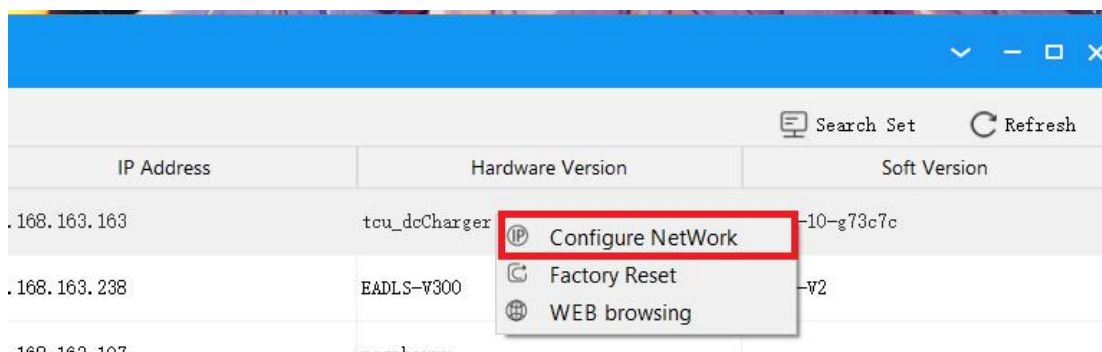 Search Set Refresh
IP Address Hardware Version Soft Version
.168.163.163 tcu_dcCharger -10-g73c7c
IP Configure NetWork
Factory Reset
.168.163.238 EADLS-V300 -V2
WEB browsing